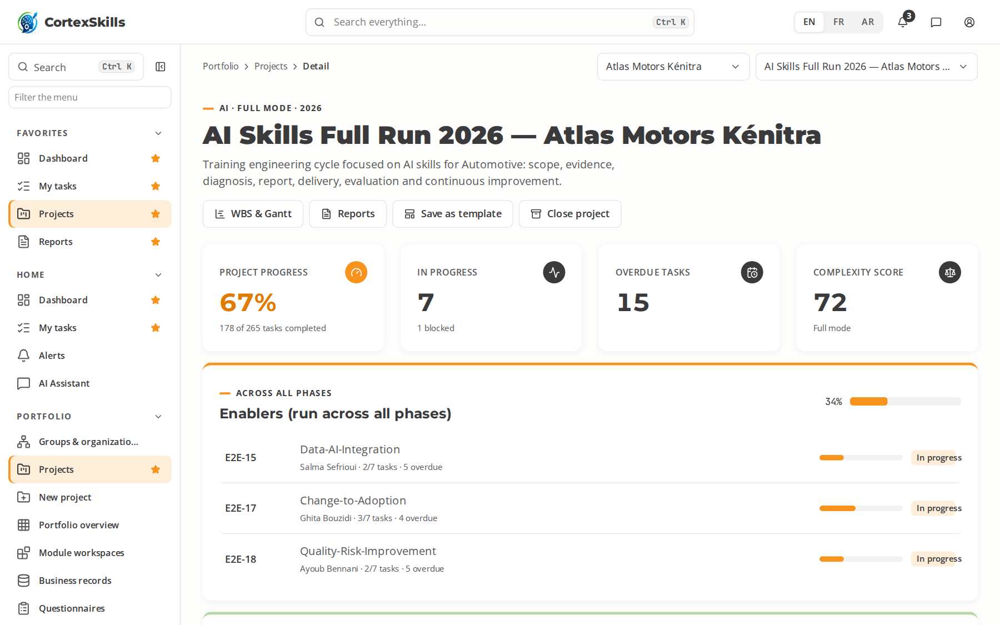 CortexSkills
Search everything...
Ctrl K
EN
FR
AR
3
Search
Ctrl K
Filter the menu
FAVORITES
Dashboard
My tasks
Projects
Reports
HOME
Dashboard
My tasks
Alerts
AI Assistant
PORTFOLIO
Groups & organizatio...
Projects
New project
Portfolio overview
Module workspaces
Business records
Questionnaires
Portfolio > Projects > Detail
Atlas Motors Kénitra
AI Skills Full Run 2026 — Atlas Motors ...
AI · FULL MODE · 2026
AI Skills Full Run 2026 — Atlas Motors Kénitra
Training engineering cycle focused on AI skills for Automotive: scope, evidence,
diagnosis, report, delivery, evaluation and continuous improvement.
WBS & Gantt
Reports
Save as template
Close project
PROJECT PROGRESS
67%
178 of 265 tasks completed
IN PROGRESS
7
1 blocked
OVERDUE TASKS
15
COMPLEXITY SCORE
72
Full mode
ACROSS ALL PHASES
Enablers (run across all phases)
34%
E2E-15
Data-AI-Integration
Salma Sefrioui · 2/7 tasks · 5 overdue
In progress
E2E-17
Change-to-Adoption
Ghita Bouzidi · 3/7 tasks · 4 overdue
In progress
E2E-18
Quality-Risk-Improvement
Ayoub Bennani · 2/7 tasks · 5 overdue
In progress